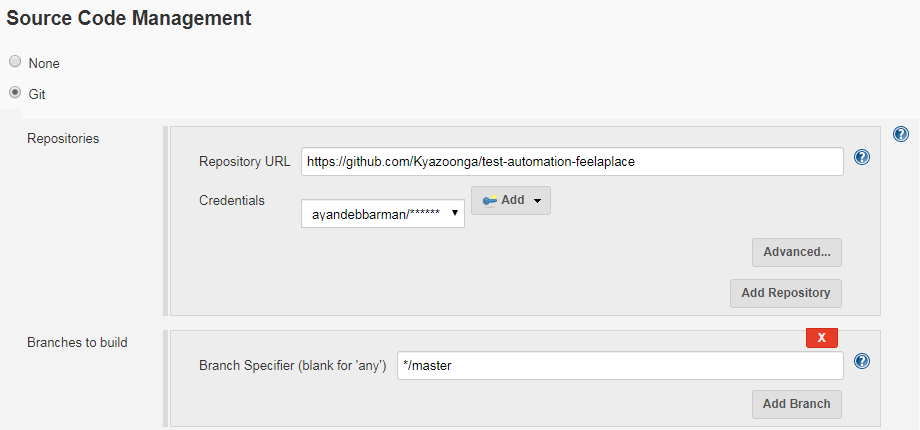 Source Code Management
None
Git
Repositories
Repository URL https://github.com/Kyazoonga/test-automation-feelaplace
Credentials
ayandebbarman/******
Add
Advanced...
Add Repository
Branches to build
X
Branch Specifier (blank for 'any') */master
Add Branch